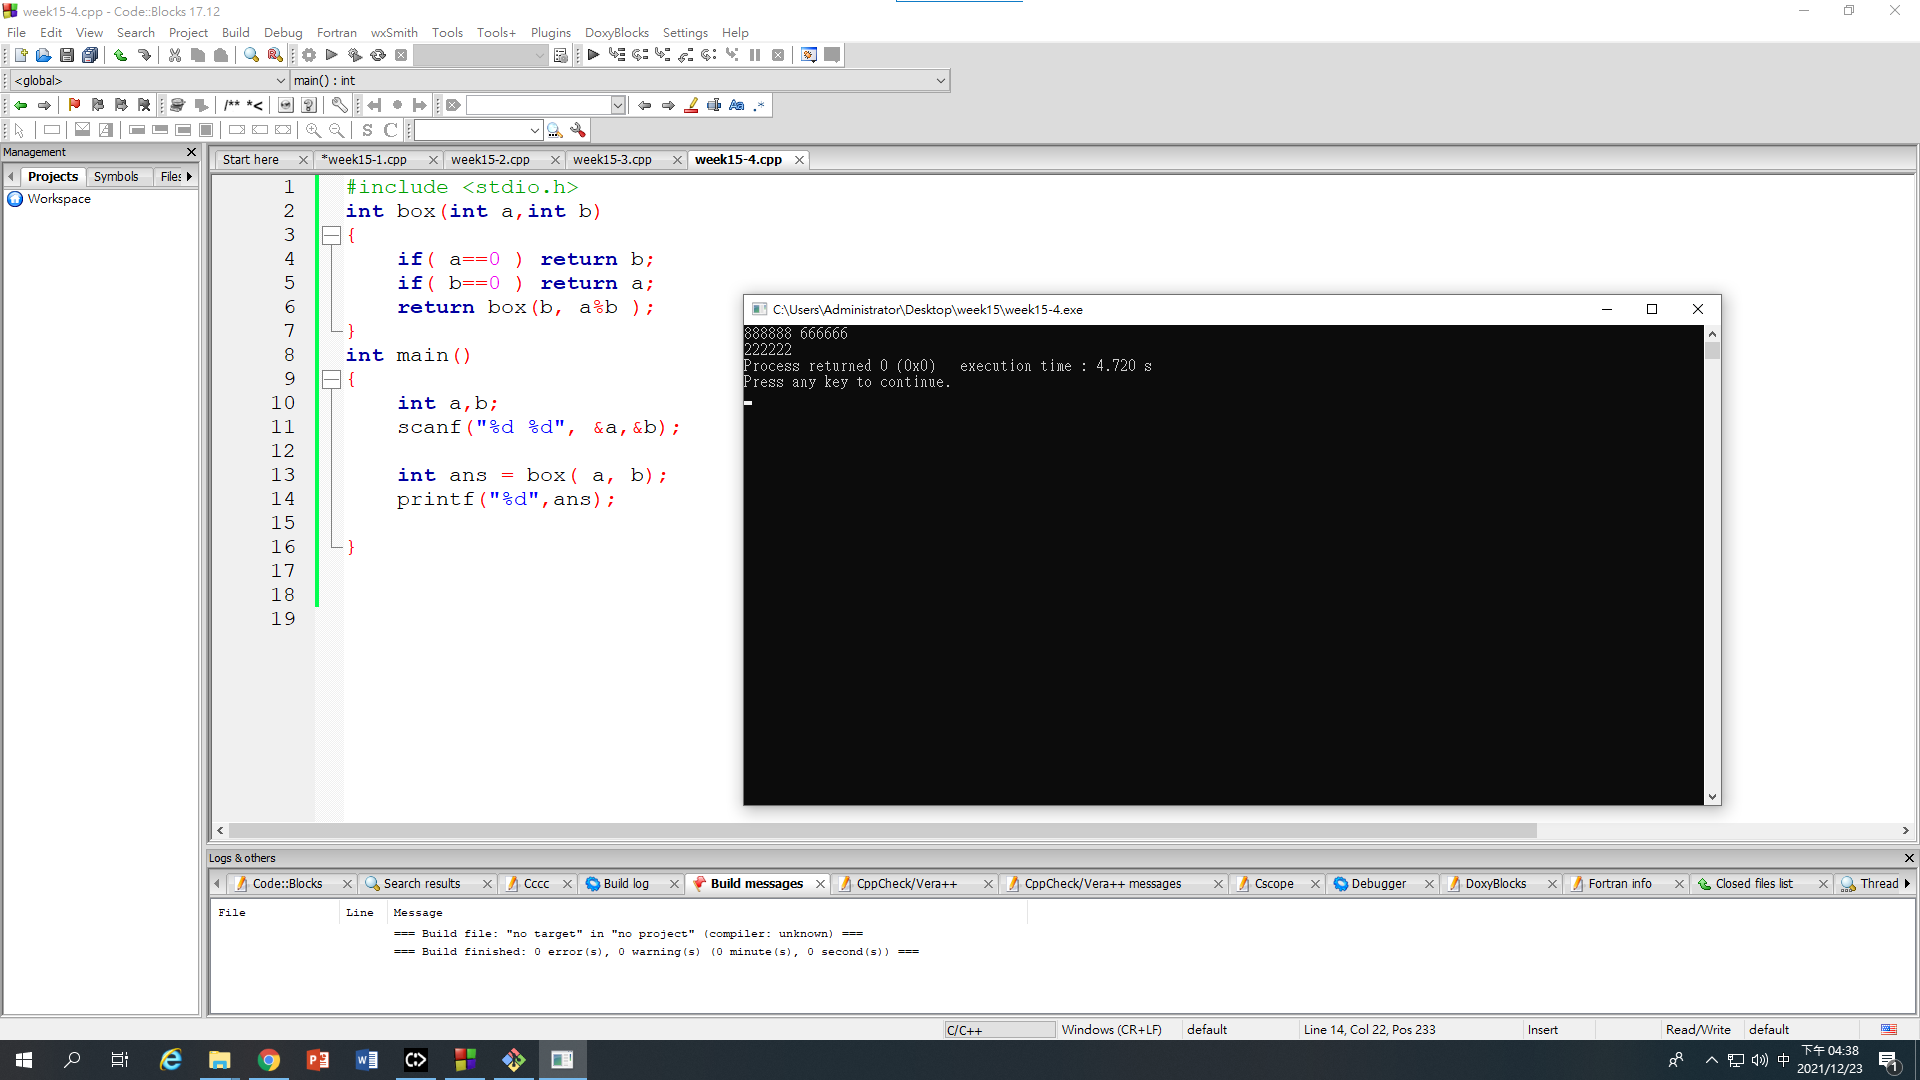 week15-4.cpp - Code::Blocks 17.12
File Edit View Search Project Build Debug Fortran wxSmith Tools Tools+ Plugins DoxyBlocks Settings Help
<global> main() : int
/** *<
Aa .*
S C
Management
Projects Symbols Files
Workspace
Start here *week15-1.cpp week15-2.cpp week15-3.cpp week15-4.cpp
1 #include <stdio.h>
2 int box(int a,int b)
3 {
4 if( a==0 ) return b;
5 if( b==0 ) return a;
6 return box(b, a%b );
7 }
8 int main()
9 {
10 int a,b;
11 scanf("%d %d", &a,&b);
12
13 int ans = box( a, b);
14 printf("%d",ans);
15
16 }
17
18
19
C:\Users\Administrator\Desktop\week15\week15-4.exe
888888 666666
222222
Process returned 0 (0x0) execution time : 4.720 s
Press any key to continue.
Logs & others
Code::Blocks Search results Cccc Build log Build messages CppCheck/Vera++ CppCheck/Vera++ messages Cscope Debugger DoxyBlocks Fortran info Closed files list Thread
File Line Message
=== Build file: "no target" in "no project" (compiler: unknown) ===
=== Build finished: 0 error(s), 0 warning(s) (0 minute(s), 0 second(s)) ===
C/C++ Windows (CR+LF) default Line 14, Col 22, Pos 233 Insert Read/Write default
中
下午 04:38
2021/12/23
1